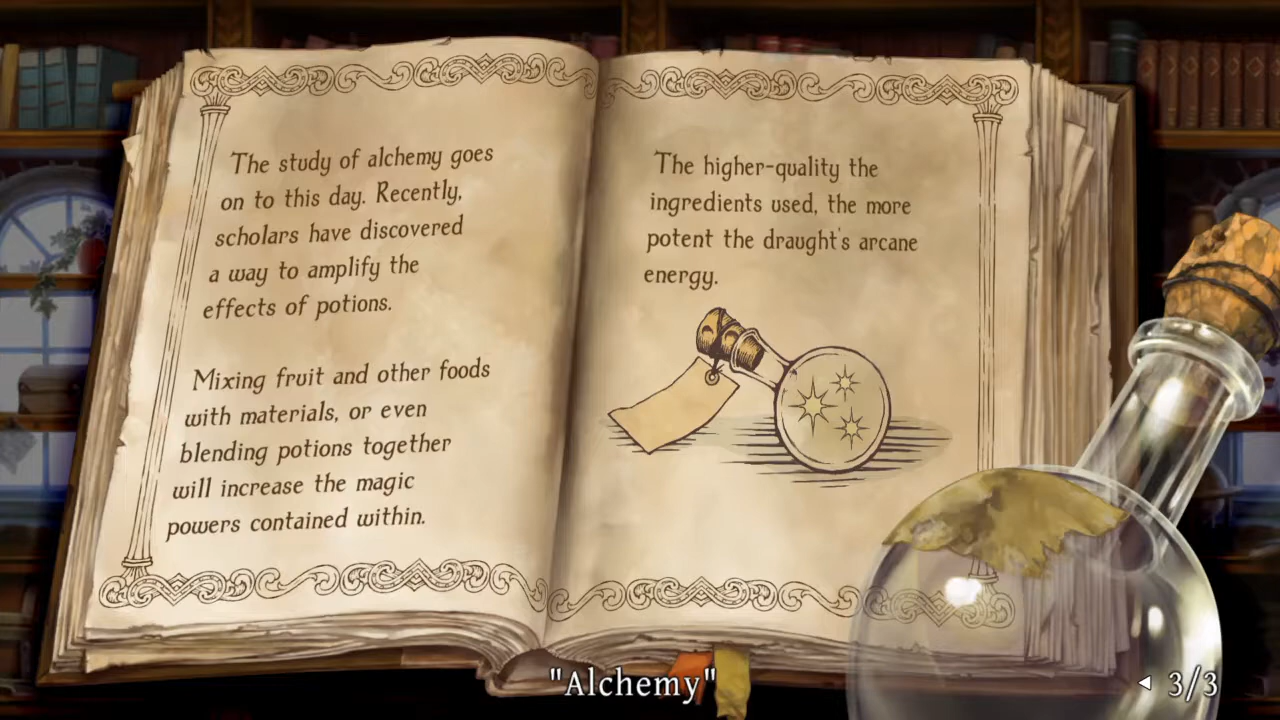 The study of alchemy goes
on to this day. Recently,
scholars have discovered
a way to amplify the
effects of potions.
Mixing fruit and other foods
with materials, or even
blending potions together
will increase the magic
powers contained within.
The higher-quality the
ingredients used, the more
potent the draught's arcane
energy.
"Alchemy"
3/3